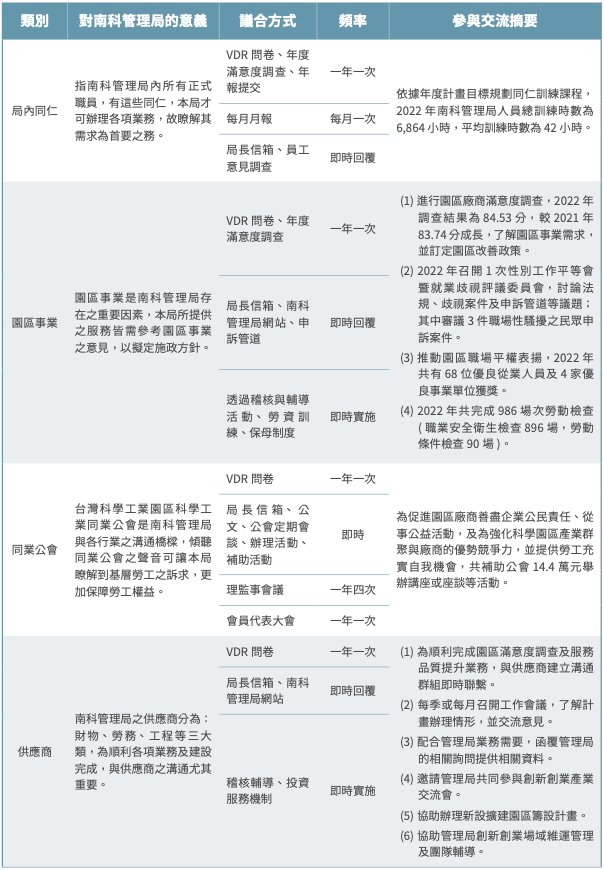 類別 對南科管理局的意義 議合方式 頻率 參與交流摘要
局內同仁
指南科管理局內所有正式
職員，有這些同仁，本局才
可辦理各項業務，故瞭解其
需求為首要之務。
VDR 問卷、年度
滿意度調查、年
報提交
一年一次
每月月報
每月一次
局長信箱、員工
意見調查
即時回覆
依據年度計畫目標規劃同仁訓練課程，
2022 年南科管理局人員總訓練時數為
6,864 小時，平均訓練時數為 42 小時。
園區事業
園區事業是南科管理局存
在之重要因素，本局所提供
之服務皆需參考園區事業
之意見，以擬定施政方針。
VDR 問卷、年度
滿意度調查
一年一次
局長信箱、南科
管理局網站、申
訴管道
即時回覆
透過稽核與輔導
活動、勞資訓
練、保母制度
即時實施
(1) 進行園區廠商滿意度調查，2022 年
調查結果為 84.53 分，較 2021 年
83.74 分成長，了解園區事業需求，
並訂定園區改善政策。
(2) 2022 年召開 1 次性別工作平等會
暨就業歧視評議委員會，討論法
規、歧視案件及申訴管道等議題；
其中審議 3 件職場性騷擾之民眾申
訴案件。
(3) 推動園區職場平權表揚，2022 年
共有 68 位優良從業人員及 4 家優
良事業單位獲獎。
(4) 2022 年共完成 986 場次勞動檢查
( 職業安全衛生檢查 896 場，勞動
條件檢查 90 場 )。
同業公會
台灣科學工業園區科學工
業同業公會是南科管理局
與各行業之溝通橋樑，傾聽
同業公會之聲音可讓本局
瞭解到基層勞工之訴求，更
加保障勞工權益。
VDR 問卷
一年一次
局長信箱、公
文、公會定期會
談、辦理活動、
補助活動
即時
理監事會議
一年四次
會員代表大會
一年一次
為促進園區廠商善盡企業公民責任、從
事公益活動，及為強化科學園區產業群
聚與廠商的優勢競爭力，並提供勞工充
實自我機會，共補助公會 14.4 萬元舉
辦講座或座談等活動。
供應商
南科管理局之供應商分為：
財物、勞務、工程等三大
類，為順利各項業務及建設
完成，與供應商之溝通尤其
重要。
VDR 問卷
一年一次
局長信箱、南科
管理局網站
即時回覆
稽核輔導、投資
服務機制
即時實施
(1) 為順利完成園區滿意度調查及服務
品質提升業務，與供應商建立溝通
群組即時聯繫。
(2) 每季或每月召開工作會議，了解計
畫辦理情形，並交流意見。
(3) 配合管理局業務需要，函覆管理局
的相關詢問提供相關資料。
(4) 邀請管理局共同參與創新創業產業
交流會。
(5) 協助辦理新設擴建園區籌設計畫。
(6) 協助管理局創新創業場域維運管理
及團隊輔導。